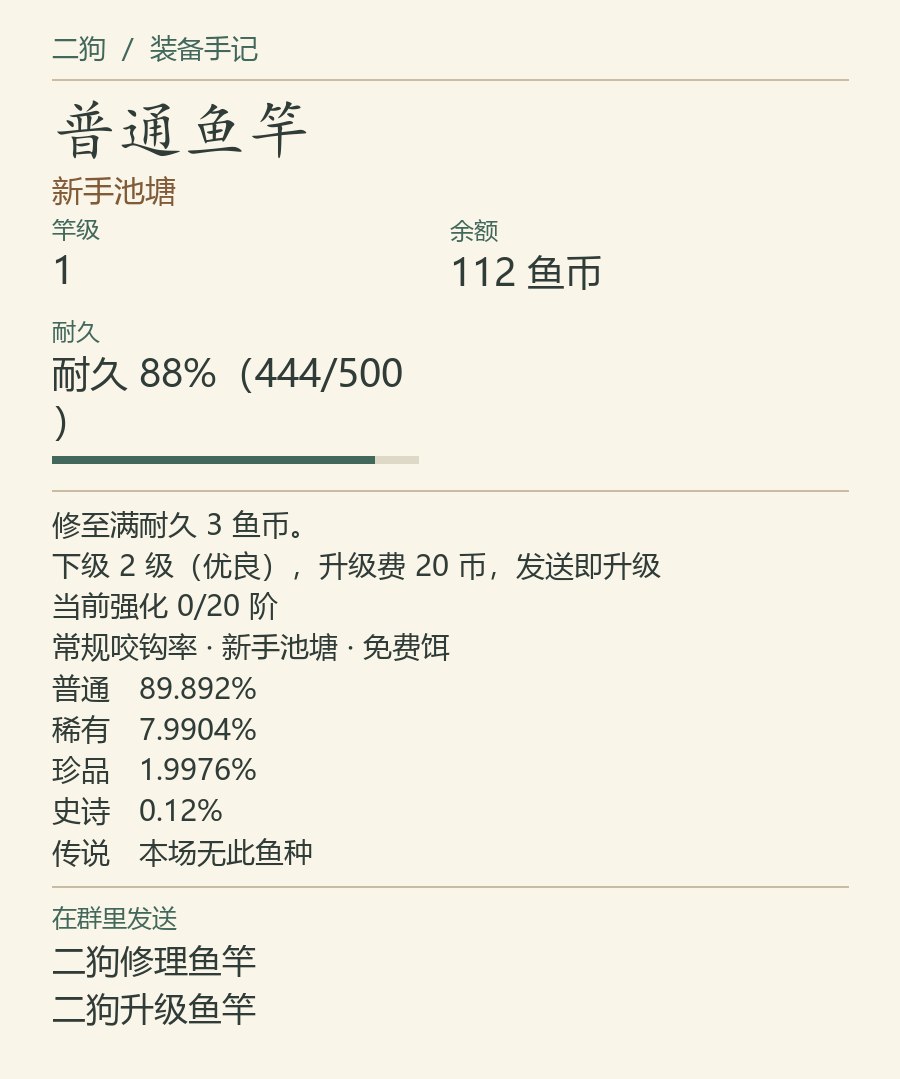 二狗 / 装备手记
普通鱼竿
新手池塘
竿级
1
余额
112 鱼币
耐久
耐久 88%（444/500
）
修至满耐久 3 鱼币。
下级 2 级（优良），升级费 20 币，发送即升级
当前强化 0/20 阶
常规咬钩率 · 新手池塘 · 免费饵
普通 89.892%
稀有 7.9904%
珍品 1.9976%
史诗 0.12%
传说 本场无此鱼种
在群里发送
二狗修理鱼竿
二狗升级鱼竿